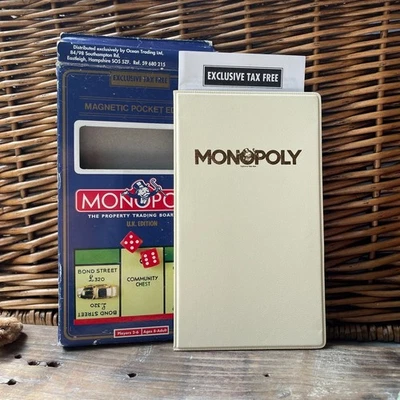 Distributed exclusively by Ocean Trading Ltd,
84/98 Southampton Rd,
Eastleigh, Hampshire SO5 5ZF. Ref. 59 680 215
EXCLUSIVE TAX FREE
EXCLUSIVE TAX FREE
MAGNETIC POCKET ED
MONOPO
THE PROPERTY TRADING BOAR
U.K. EDITION
BOND STREET
£
320
COMMUNITY
CHEST
£
320
BOND STREET
Players 2-6 Ages 8-Adult
MONOPOLY